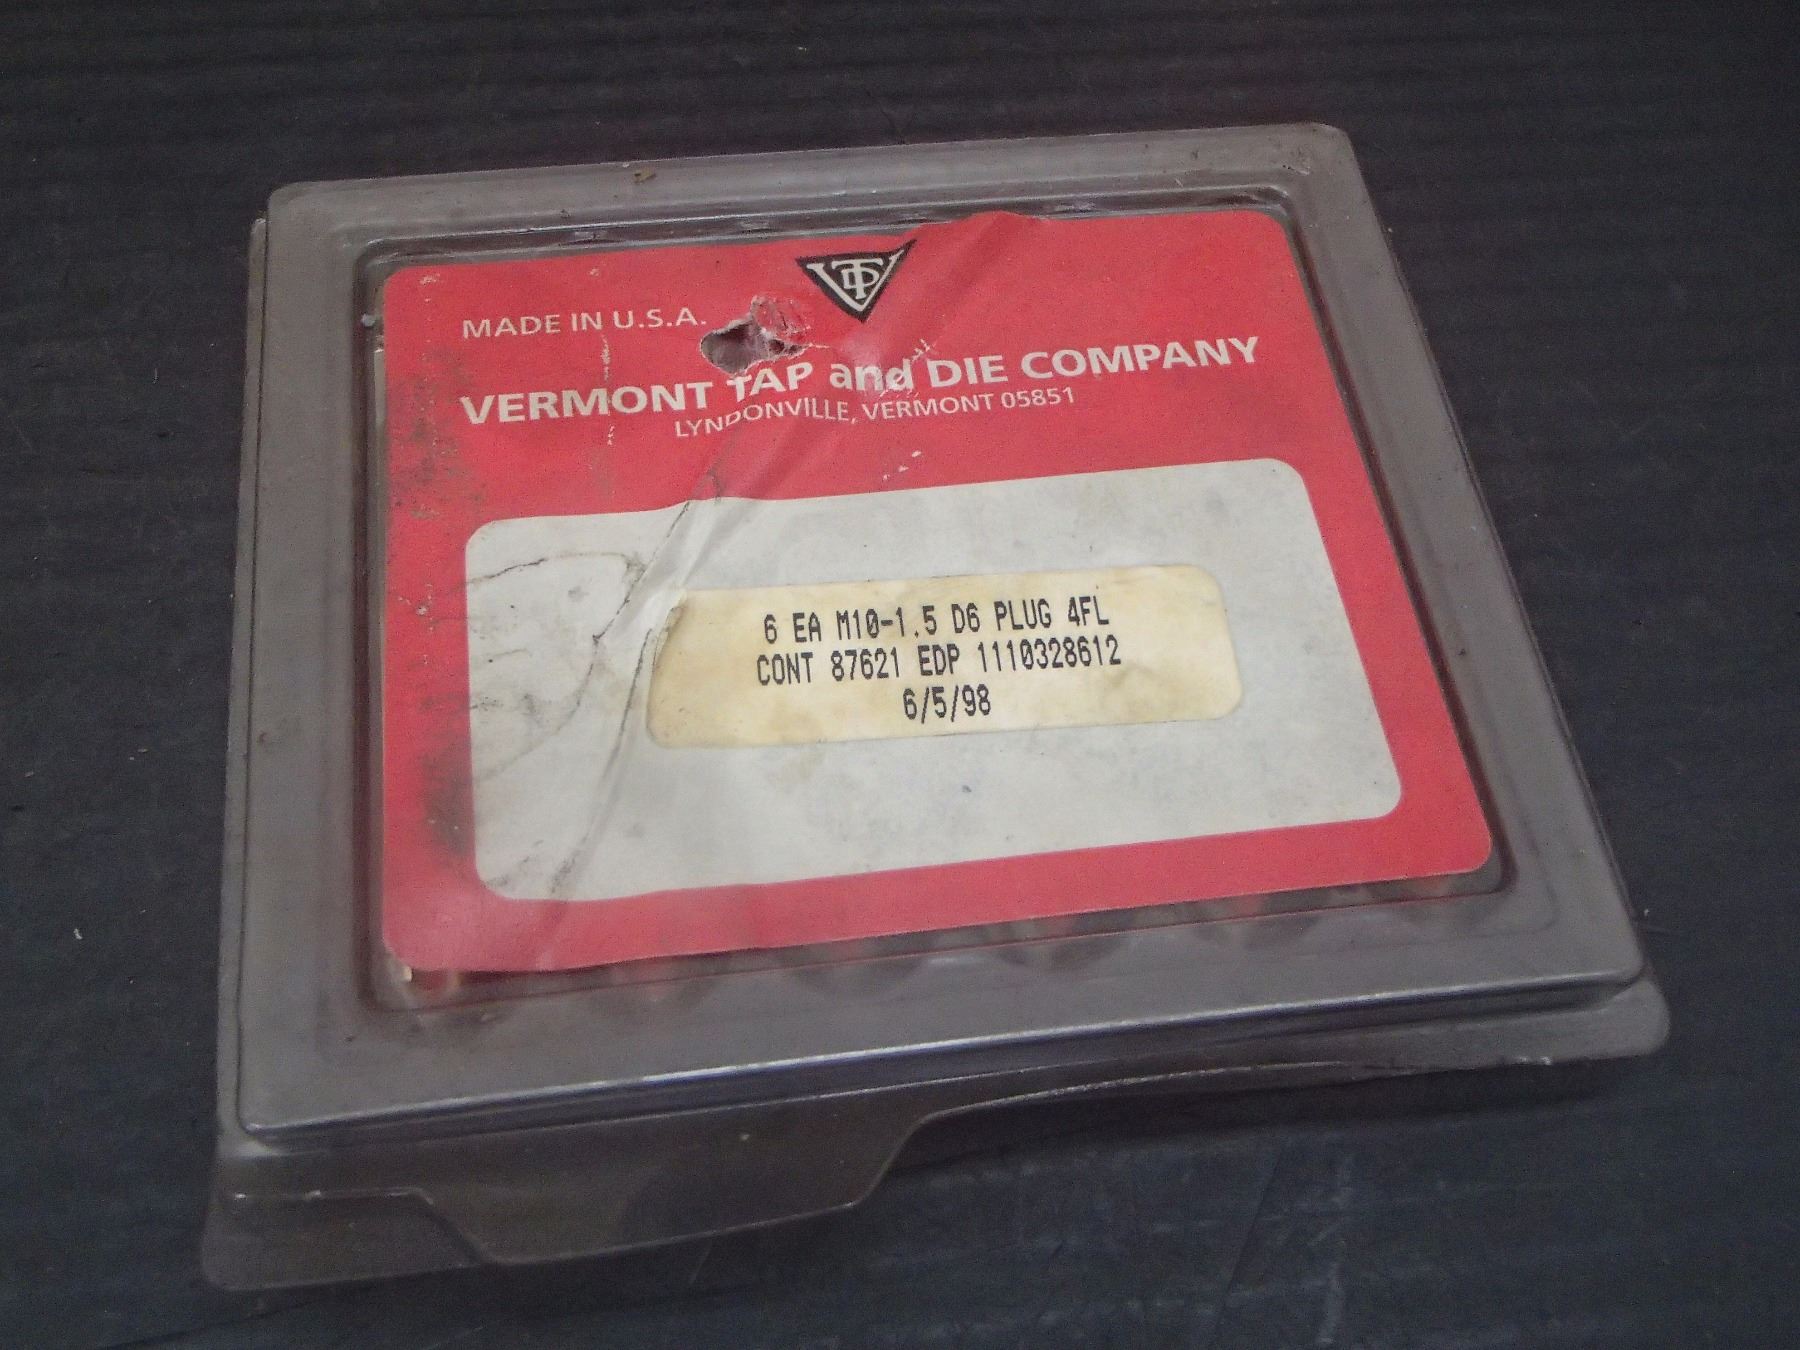 VTD
MADE IN U.S.A.
VERMONT TAP and DIE COMPANY
LYNDONVILLE, VERMONT 05851
6 EA M10-1.5 D6 PLUG 4FL
CONT 87621 EDP 1110328612
6/5/98